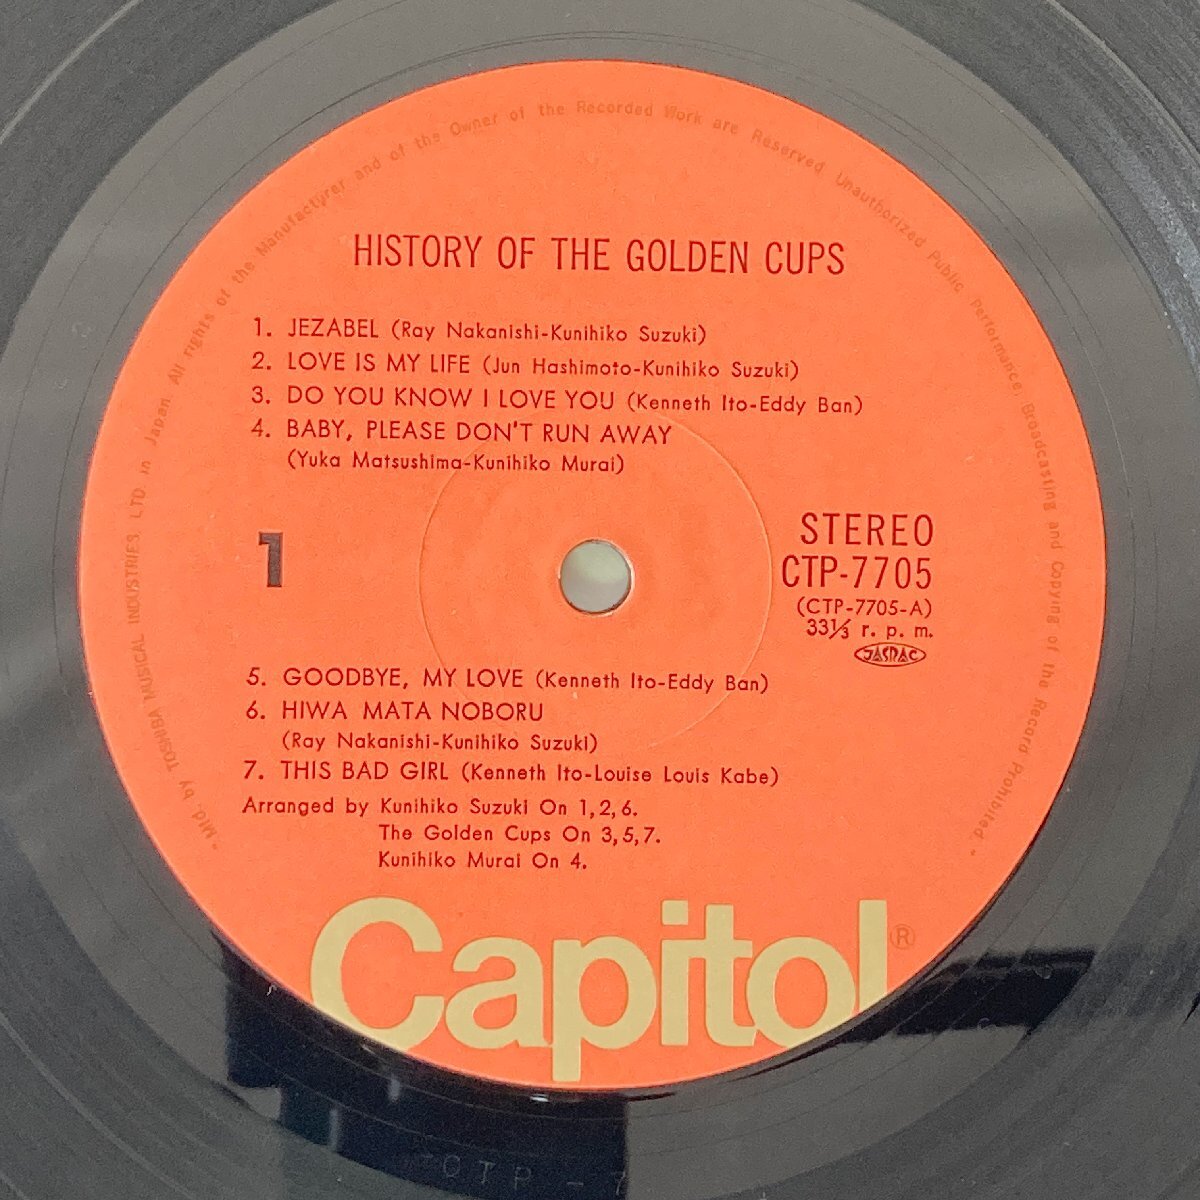 HISTORY OF THE GOLDEN CUPS
1. JEZABEL (Ray Nakanishi-Kunihiko Suzuki)
2. LOVE IS MY LIFE (Jun Hashimoto-Kunihiko Suzuki)
3. DO YOU KNOW I LOVE YOU (Kenneth Ito-Eddy Ban)
4. BABY, PLEASE DON'T RUN AWAY
(Yuka Matsushima-Kunihiko Murai)
1
STEREO
CTP-7705
(CTP-7705-A)
33⅓ r. p. m.
JASRAC
5. GOODBYE, MY LOVE (Kenneth Ito-Eddy Ban)
6. HIWA MATA NOBORU
(Ray Nakanishi-Kunihiko Suzuki)
7. THIS BAD GIRL (Kenneth Ito-Louise Louis Kabe)
Arranged by Kunihiko Suzuki On 1,2,6.
The Golden Cups On 3,5,7.
Kunihiko Murai On 4.
Capitol®
"Mfd. by TOSHIBA MUSICAL INDUSTRIES LTD. in Japan. All rights of the Manufacturer and of the Owner of the Recorded Work are Reserved Unauthorized Public Performance, Broadcasting and Copying of the Record Prohibited."
CTP-7